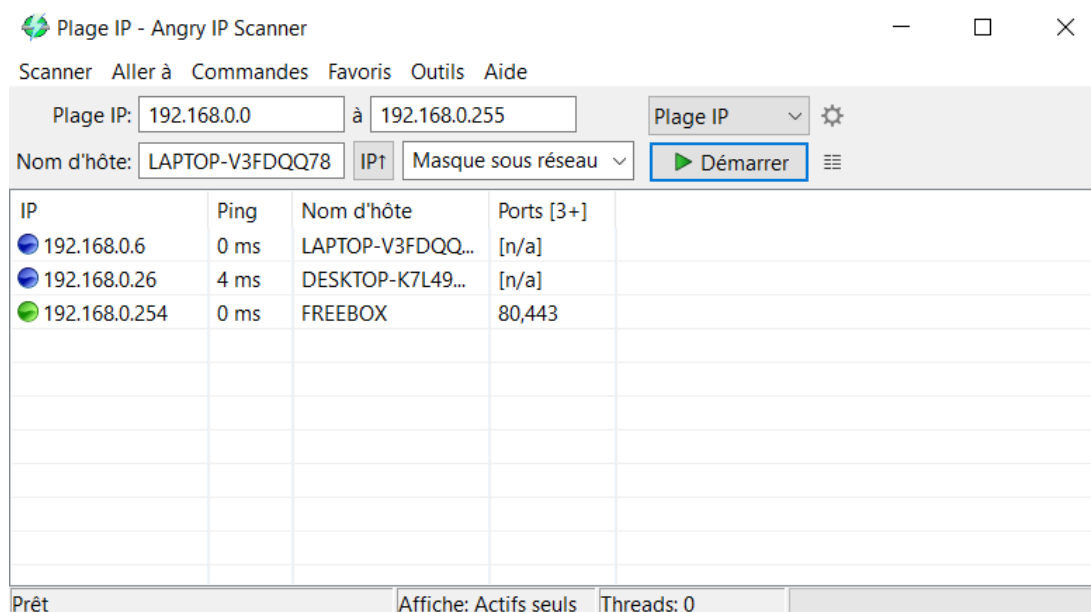 Plage IP - Angry IP Scanner
Scanner Aller à Commandes Favoris Outils Aide
Plage IP: 192.168.0.0 à 192.168.0.255 Plage IP
Nom d'hôte: LAPTOP-V3FDQQ78 IP↑ Masque sous réseau Démarrer
IP Ping Nom d'hôte Ports [3+]
192.168.0.6 0 ms LAPTOP-V3FDQQ... [n/a]
192.168.0.26 4 ms DESKTOP-K7L49... [n/a]
192.168.0.254 0 ms FREEBOX 80,443
Prêt Affiche: Actifs seuls Threads: 0